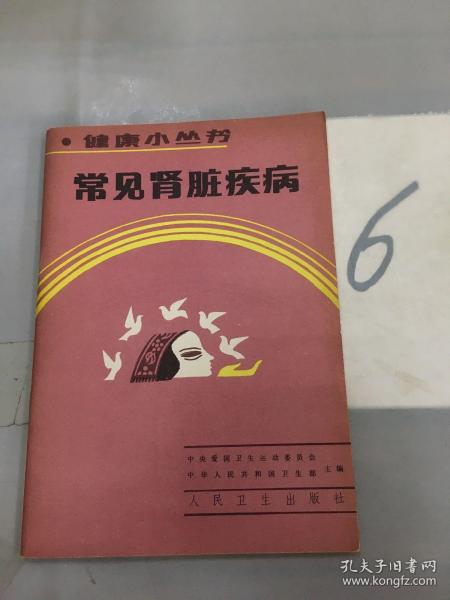 • 健康小丛书
常见肾脏疾病
6
中央爱国卫生运动委员会
中华人民共和国卫生部 主编
人民卫生出版社
孔夫子旧书网
www.kongfz.com